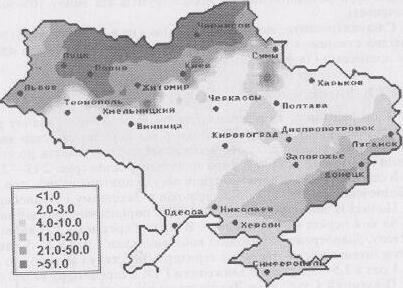 Чернигов
Луцк
Ровно
Киев
Сумы
Львов
Житомир
Харьков
Тернополь
Хмельницкий
Черкассы
Полтава
Винница
Кировоград
Днепропетровск
Луганск
Запорожье
Донецк
Одесса
Николаев
Херсон
Симферополь
<1.0
2.0-3.0
4.0-10.0
11.0-20.0
21.0-50.0
>51.0